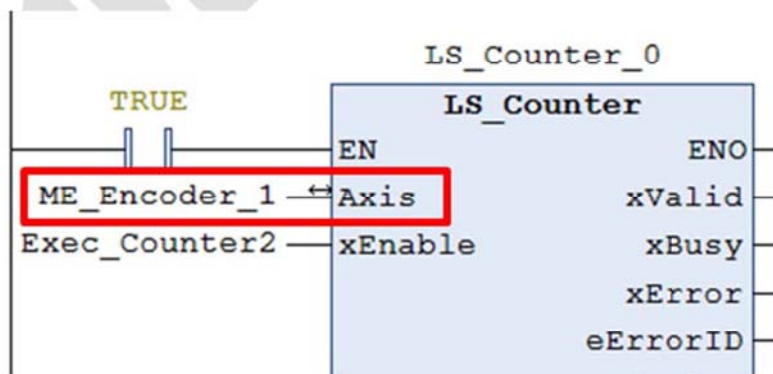 LS_Counter_0
TRUE
LS_Counter
EN ENO
ME_Encoder_1 Axis xValid
Exec_Counter2 xEnable xBusy
xError
eErrorID